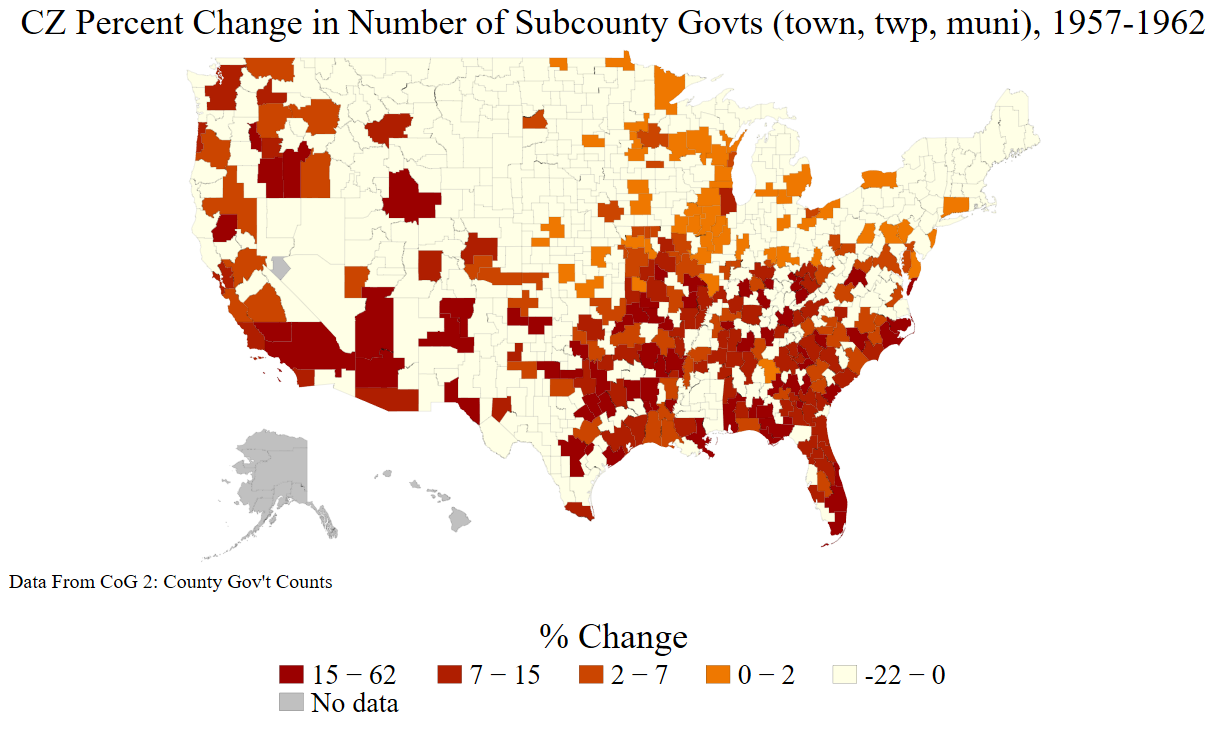 CZ Percent Change in Number of Subcounty Govts (town, twp, muni), 1957-1962
Data From CoG 2: County Gov't Counts
% Change
15 − 62 7 − 15 2 − 7 0 − 2 -22 − 0
No data